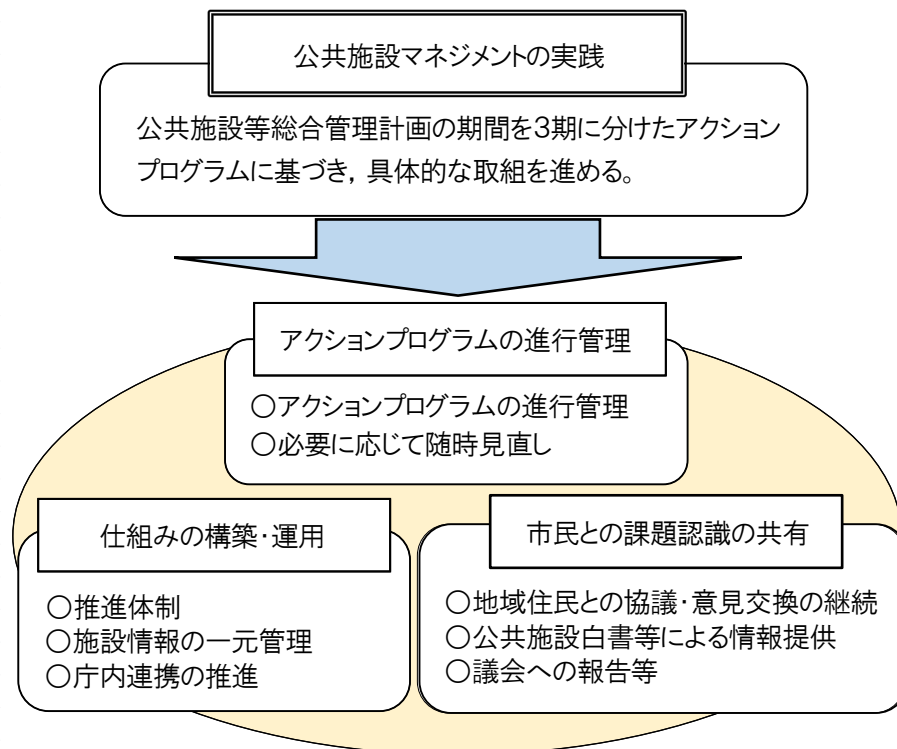 公共施設マネジメントの実践
公共施設等総合管理計画の期間を３期に分けたアクション
プログラムに基づき，具体的な取組を進める。
アクションプログラムの進行管理
○アクションプログラムの進行管理
○必要に応じて随時見直し
仕組みの構築・運用
○推進体制
○施設情報の一元管理
○庁内連携の推進
市民との課題認識の共有
○地域住民との協議・意見交換の継続
○公共施設白書等による情報提供
○議会への報告等